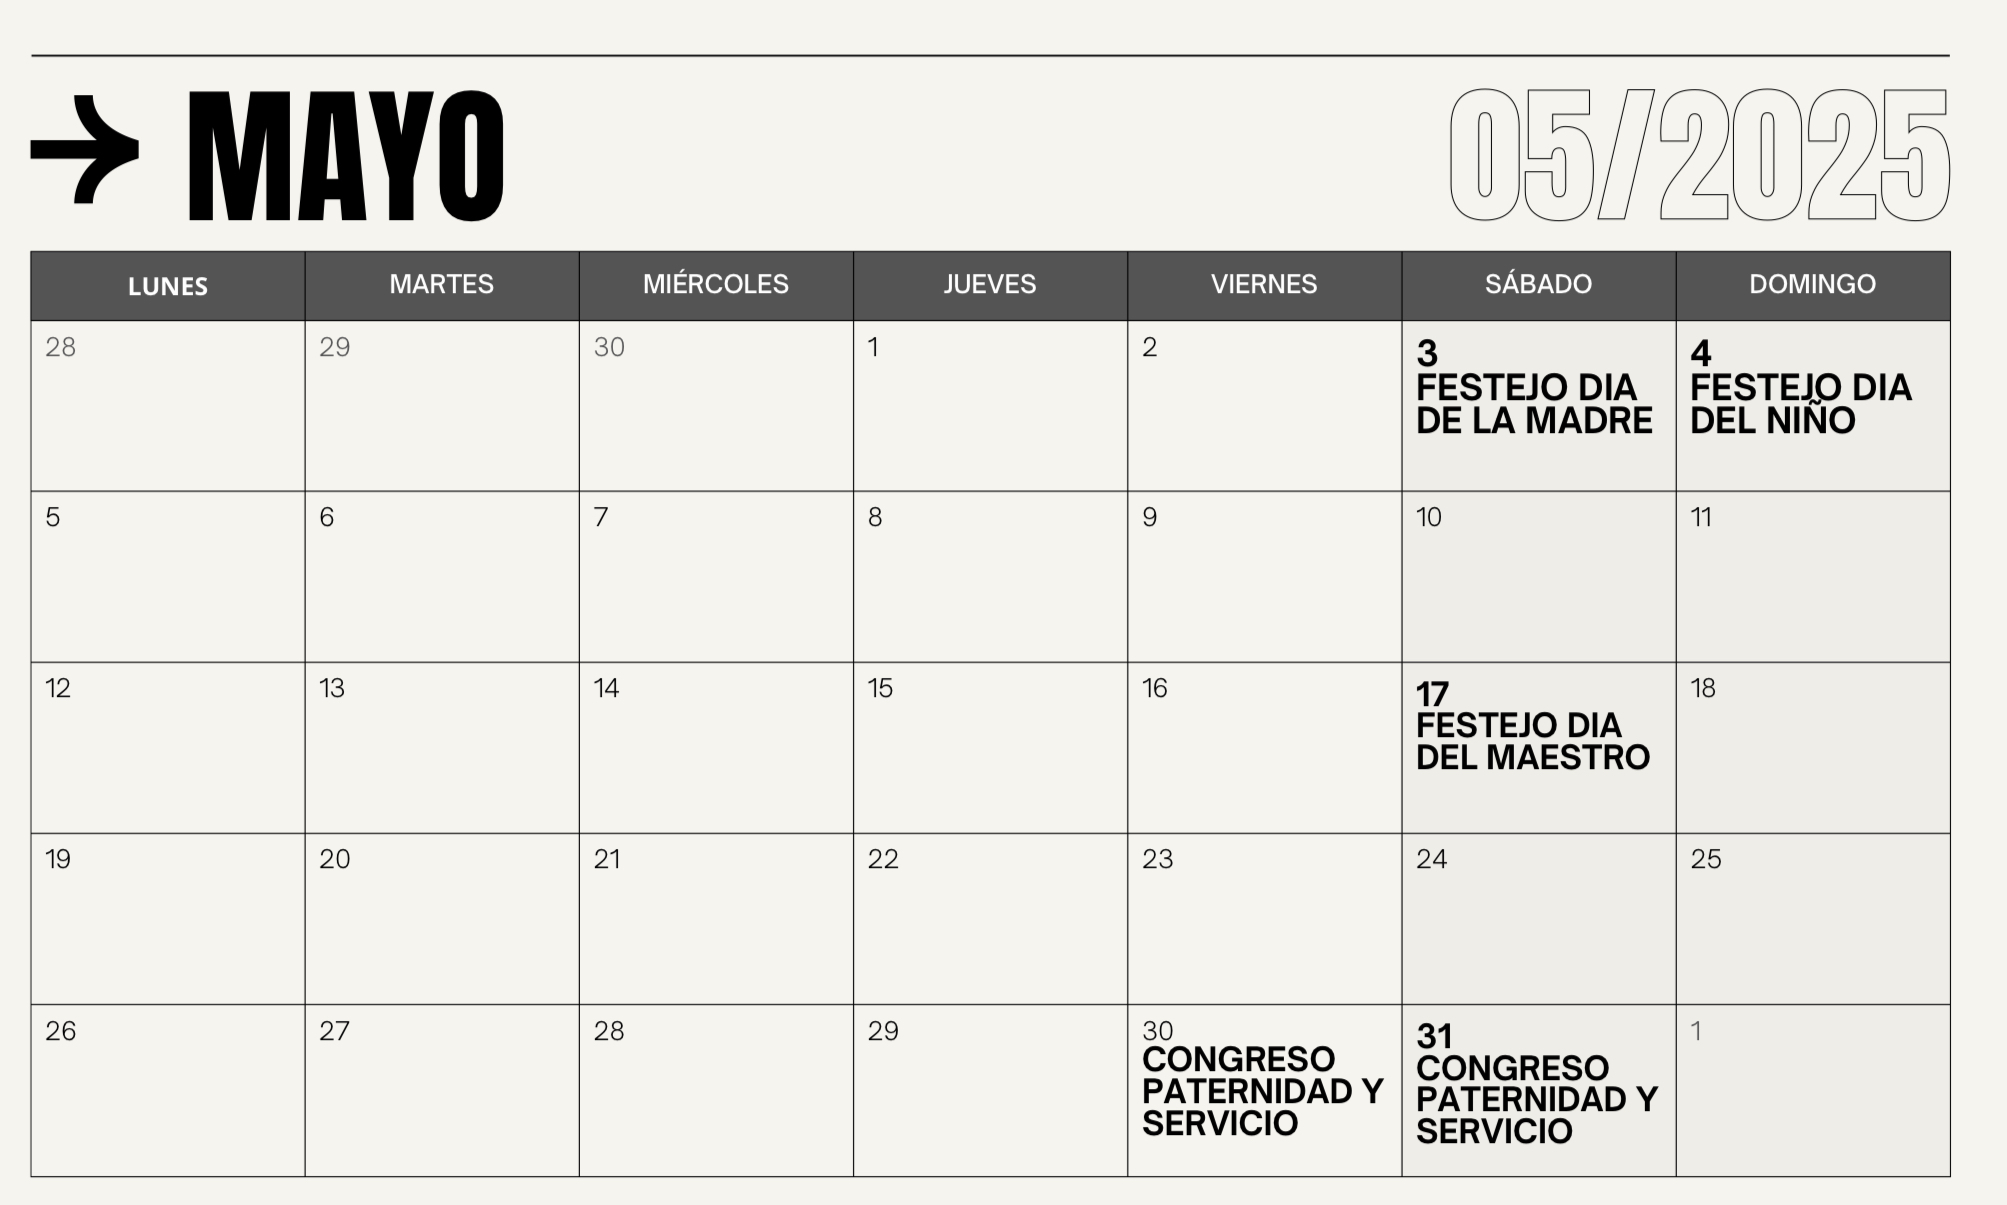 MAYO
05/2025
LUNES
MARTES
MIÉRCOLES
JUEVES
VIERNES
SÁBADO
DOMINGO
28
29
30
1
2
3
FESTEJO DIA
DE LA MADRE
4
FESTEJO DIA
DEL NIÑO
5
6
7
8
9
10
11
12
13
14
15
16
17
FESTEJO DIA
DEL MAESTRO
18
19
20
21
22
23
24
25
26
27
28
29
30
CONGRESO
PATERNIDAD Y
SERVICIO
31
CONGRESO
PATERNIDAD Y
SERVICIO
1